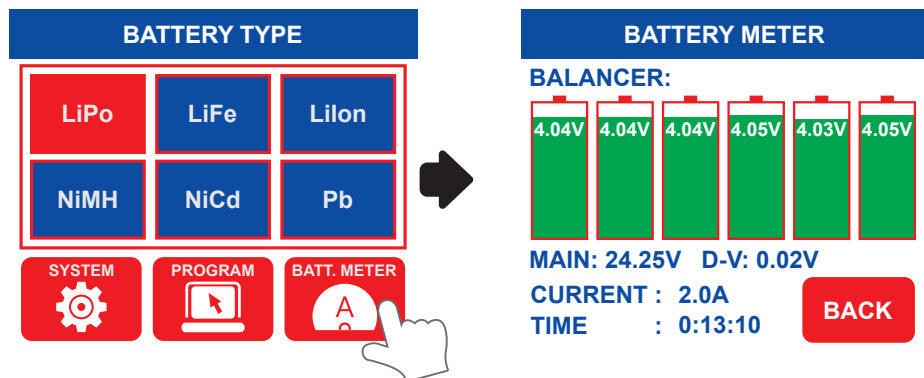 BATTERY TYPE
LiPo LiFe LiIon
NiMH NiCd Pb
SYSTEM PROGRAM BATT. METER
A
BATTERY METER
BALANCER:
4.04V 4.04V 4.04V 4.05V 4.03V 4.05V
MAIN: 24.25V D-V: 0.02V
CURRENT : 2.0A
TIME : 0:13:10
BACK